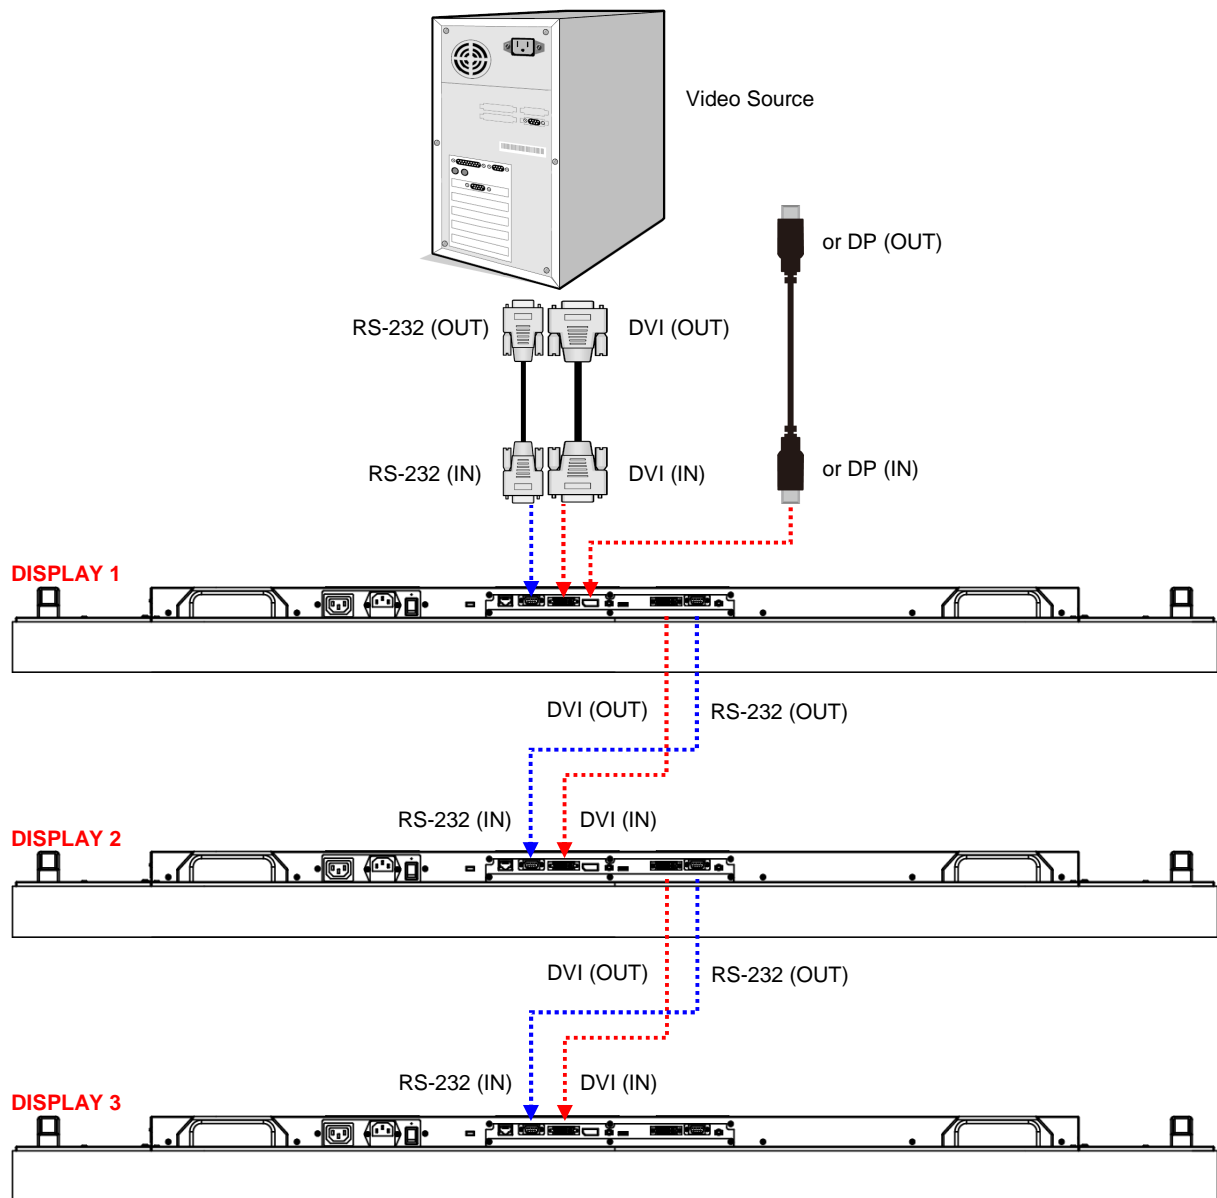 Video Source
or DP (OUT)
RS-232 (OUT)
DVI (OUT)
RS-232 (IN)
DVI (IN)
or DP (IN)
DISPLAY 1
DVI (OUT)
RS-232 (OUT)
RS-232 (IN)
DVI (IN)
DISPLAY 2
DVI (OUT)
RS-232 (OUT)
RS-232 (IN)
DVI (IN)
DISPLAY 3